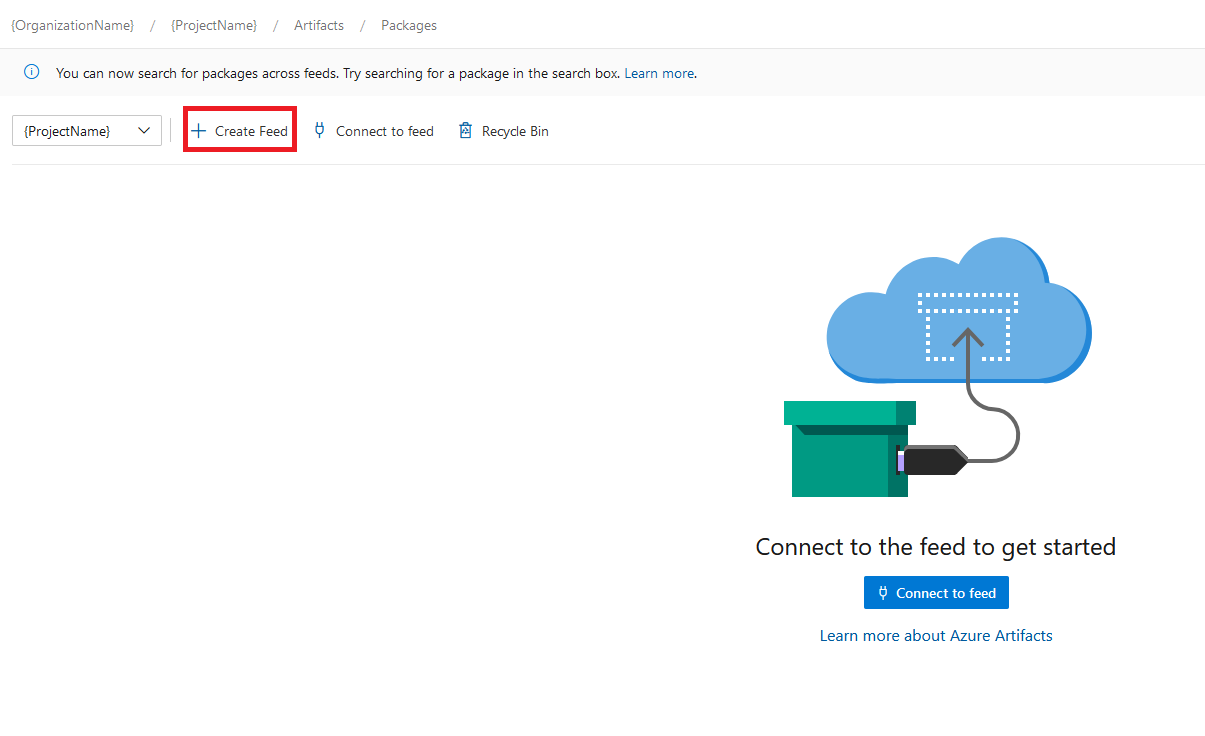 {OrganizationName} / {ProjectName} / Artifacts / Packages
You can now search for packages across feeds. Try searching for a package in the search box. Learn more.
{ProjectName} Create Feed Connect to feed Recycle Bin
Connect to the feed to get started
Connect to feed
Learn more about Azure Artifacts